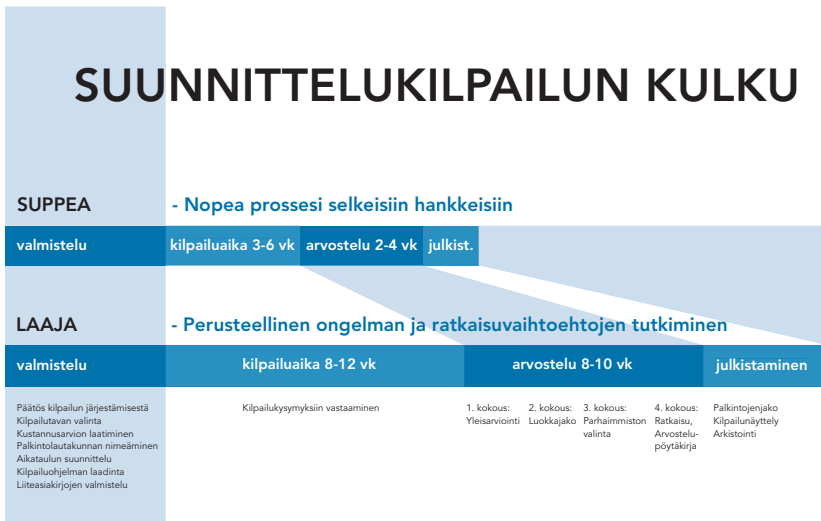 SUUNNITTELUKILPAILUN KULKU
SUPPEA - Nopea prossesi selkeisiin hankkeisiin
valmistelu kilpailuaika 3-6 vk arvostelu 2-4 vk julkist.
LAAJA - Perusteellinen ongelman ja ratkaisuvaihtoehtojen tutkiminen
valmistelu kilpailuaika 8-12 vk arvostelu 8-10 vk julkistaminen
Päätös kilpailun järjestämisestä
Kilpailutavan valinta
Kustannusarvion laatiminen
Palkintolautakunnan nimeäminen
Aikataulun suunnittelu
Kilpailuohjelman laadinta
Liiteasiakirjojen valmistelu
Kilpailukysymyksiin vastaaminen
1. kokous:
Yleisarviointi
2. kokous:
Luokkajako
3. kokous:
Parhaimmiston
valinta
4. kokous:
Ratkaisu,
Arvostelu-
pöytäkirja
Palkintojenjako
Kilpailunäyttely
Arkistointi